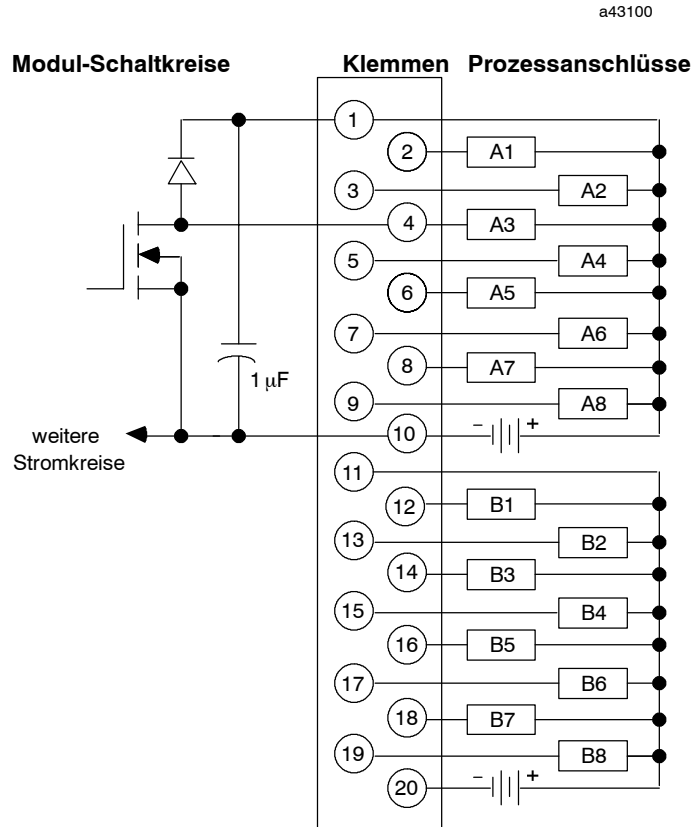 a43100
Modul-Schaltkreise Klemmen Prozessanschlüsse
1
2 A1
3 A2
4 A3
5 A4
6 A5
7 A6
8 A7
1 µF
9 A8
weitere
Stromkreise
10 - +
11
12 B1
13 B2
14 B3
15 B4
16 B5
17 B6
18 B7
19 B8
20 - +